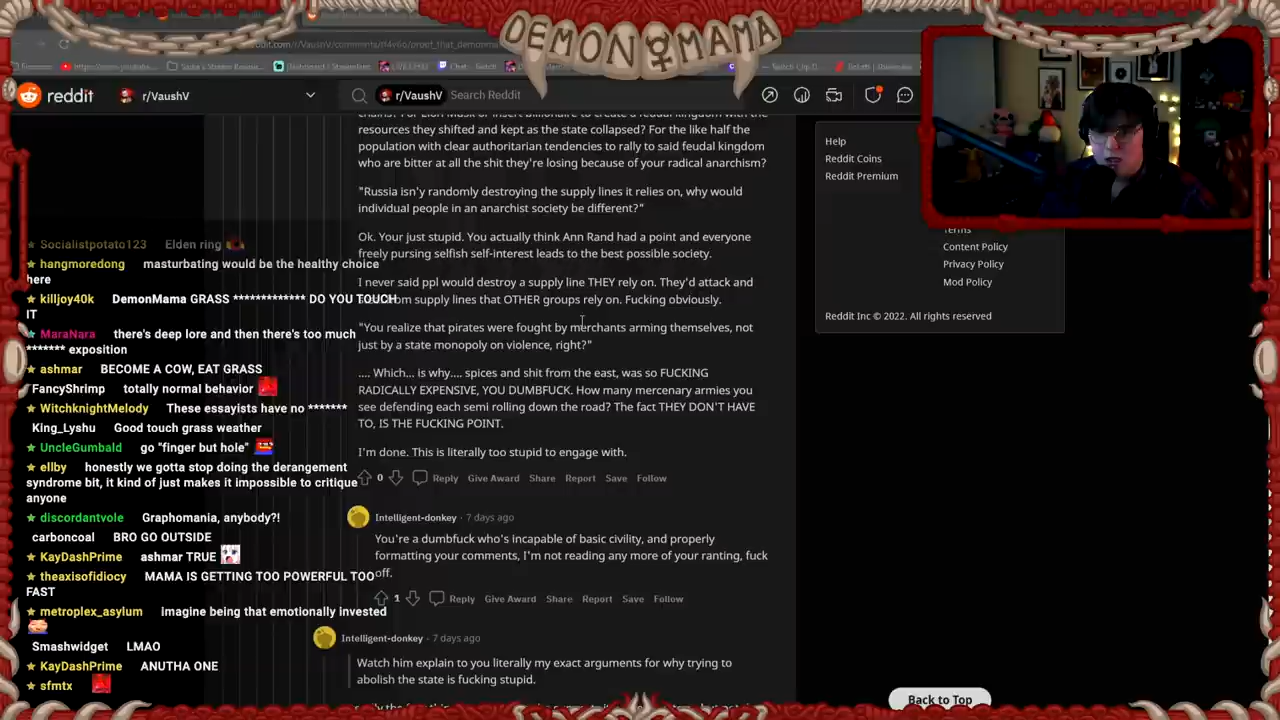 DEMON MAMA
reddit
r/VaushV
r/VaushV
Search Reddit
resources they shifted and kept as the state collapsed? For the like half the
population with clear authoritarian tendencies to rally to said feudal kingdom
who are bitter at all the shit they're losing because of your radical anarchism?
"Russia isn'y randomly destroying the supply lines it relies on, why would
individual people in an anarchist society be different?"
Ok. Your just stupid. You actually think Ann Rand had a point and everyone
freely pursing selfish self-interest leads to the best possible society.
I never said ppl would destroy a supply line THEY rely on. They'd attack and
supply lines that OTHER groups rely on. Fucking obviously.
"You realize that pirates were fought by merchants arming themselves, not
just by a state monopoly on violence, right?"
.... Which... is why.... spices and shit from the east, was so FUCKING
RADICALLY EXPENSIVE, YOU DUMBFUCK. How many mercenary armies you
see defending each semi rolling down the road? The fact THEY DON'T HAVE
TO, IS THE FUCKING POINT.
I'm done. This is literally too stupid to engage with.
0 Reply Give Award Share Report Save Follow
Intelligent-donkey · 7 days ago
You're a dumbfuck who's incapable of basic civility, and properly
formatting your comments, I'm not reading any more of your ranting, fuck
off.
1 Reply Give Award Share Report Save Follow
Intelligent-donkey · 7 days ago
Watch him explain to you literally my exact arguments for why trying to
abolish the state is fucking stupid.
Socialistpotato123 Elden ring
hangmoredong masturbating would be the healthy choice
here
killjoy40k DemonMama GRASS ************* DO YOU TOUCH
IT
MaraNara there's deep lore and then there's too much
******* exposition
ashmar BECOME A COW, EAT GRASS
FancyShrimp totally normal behavior
WitchknightMelody These essayists have no *******
King_Lyshu Good touch grass weather
UncleGumbald go "finger but hole"
ellby honestly we gotta stop doing the derangement
syndrome bit, it kind of just makes it impossible to critique
anyone
discordantvole Graphomania, anybody?!
carboncoal BRO GO OUTSIDE
KayDashPrime ashmar TRUE
theaxisofidiocy MAMA IS GETTING TOO POWERFUL TOO
FAST
metroplex_asylum imagine being that emotionally invested
Smashwidget LMAO
KayDashPrime ANUTHA ONE
sfmtx
Help
Reddit Coins
Reddit Premium
Terms
Content Policy
Privacy Policy
Mod Policy
Reddit Inc © 2022. All rights reserved
Back to Top